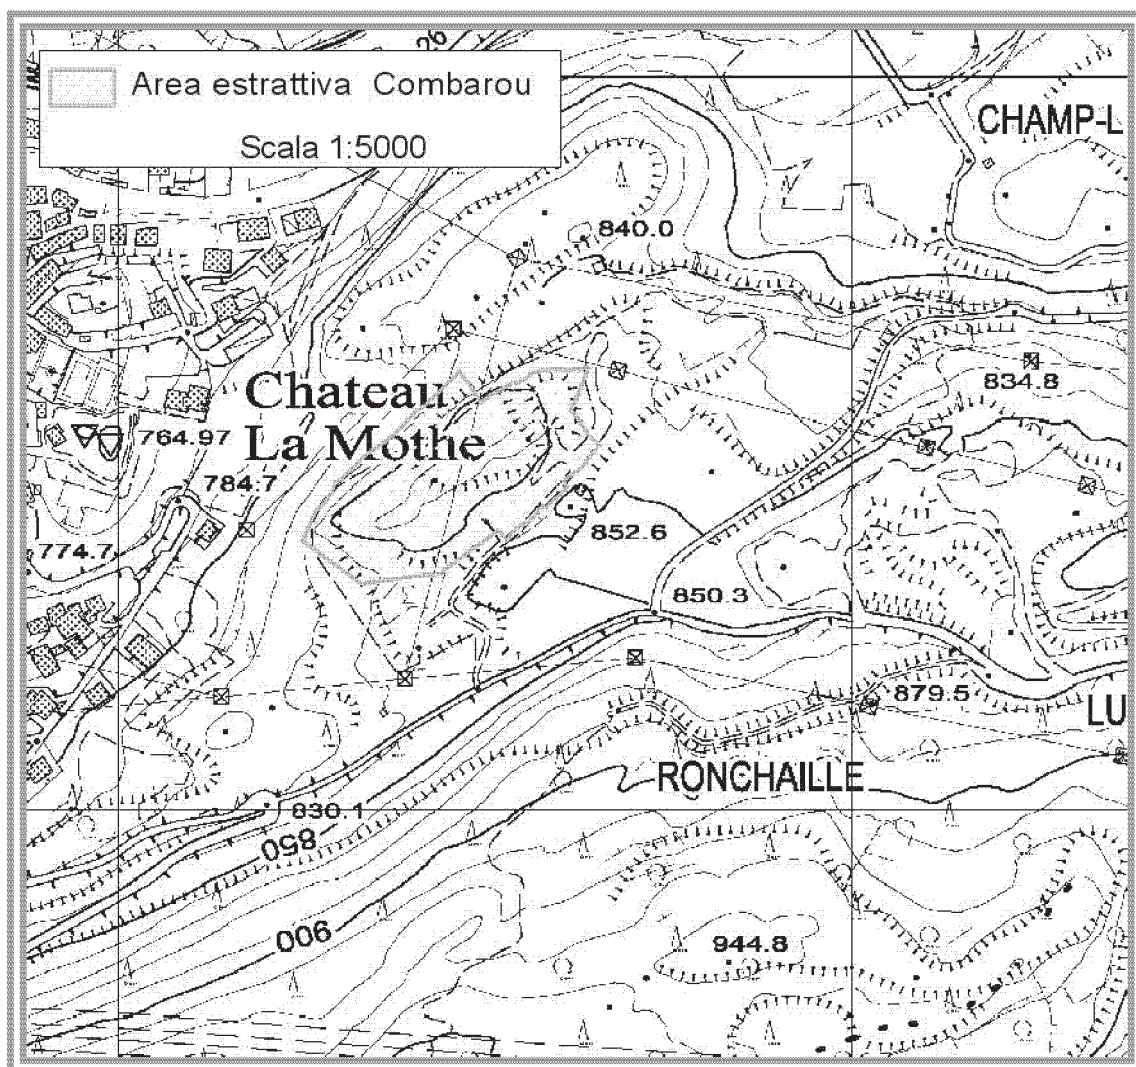 26
Area estrattiva Combarou
Scala 1:5000
CHAMP-L
840.0
834.8
Chateau
La Mothe
764.97
784.7
774.7
852.6
850.3
879.5
LU
RONCHAILLE
830.1
850
900
944.8